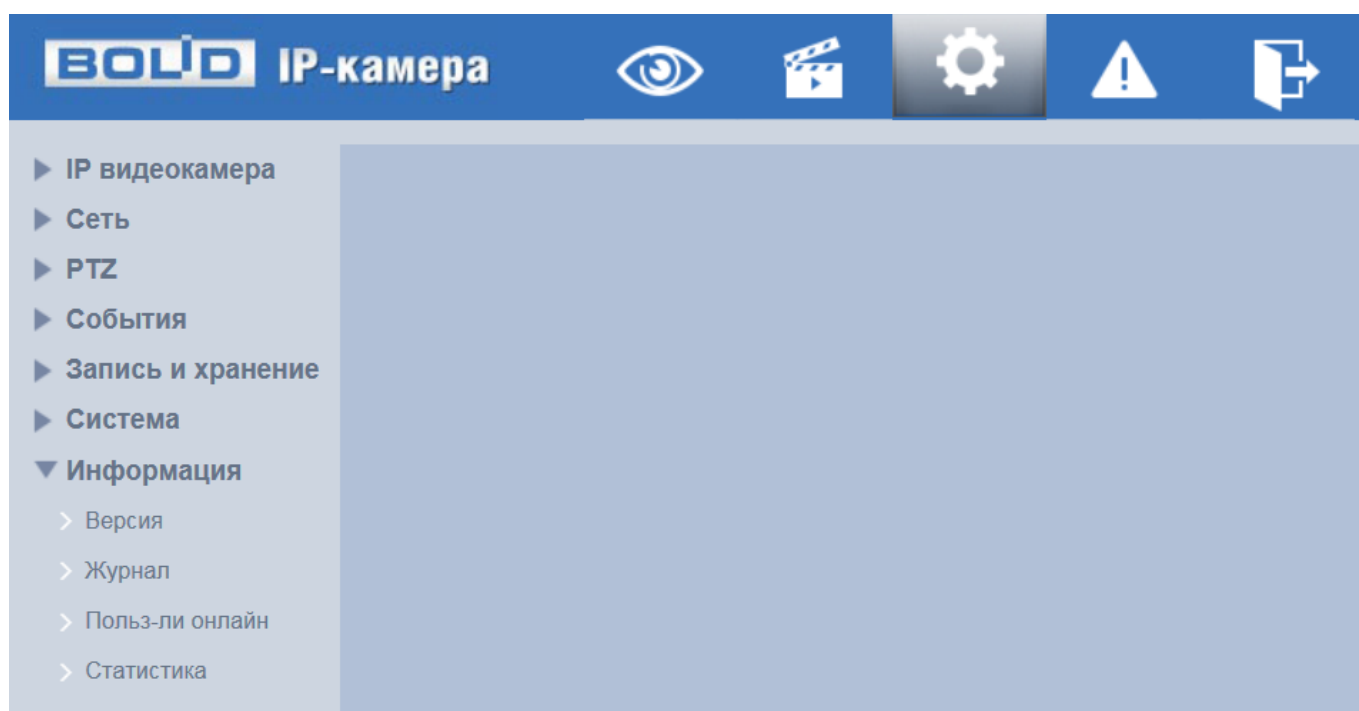 BOLID IP-камера
IP видеокамера
Сеть
PTZ
События
Запись и хранение
Система
Информация
Версия
Журнал
Польз-ли онлайн
Статистика